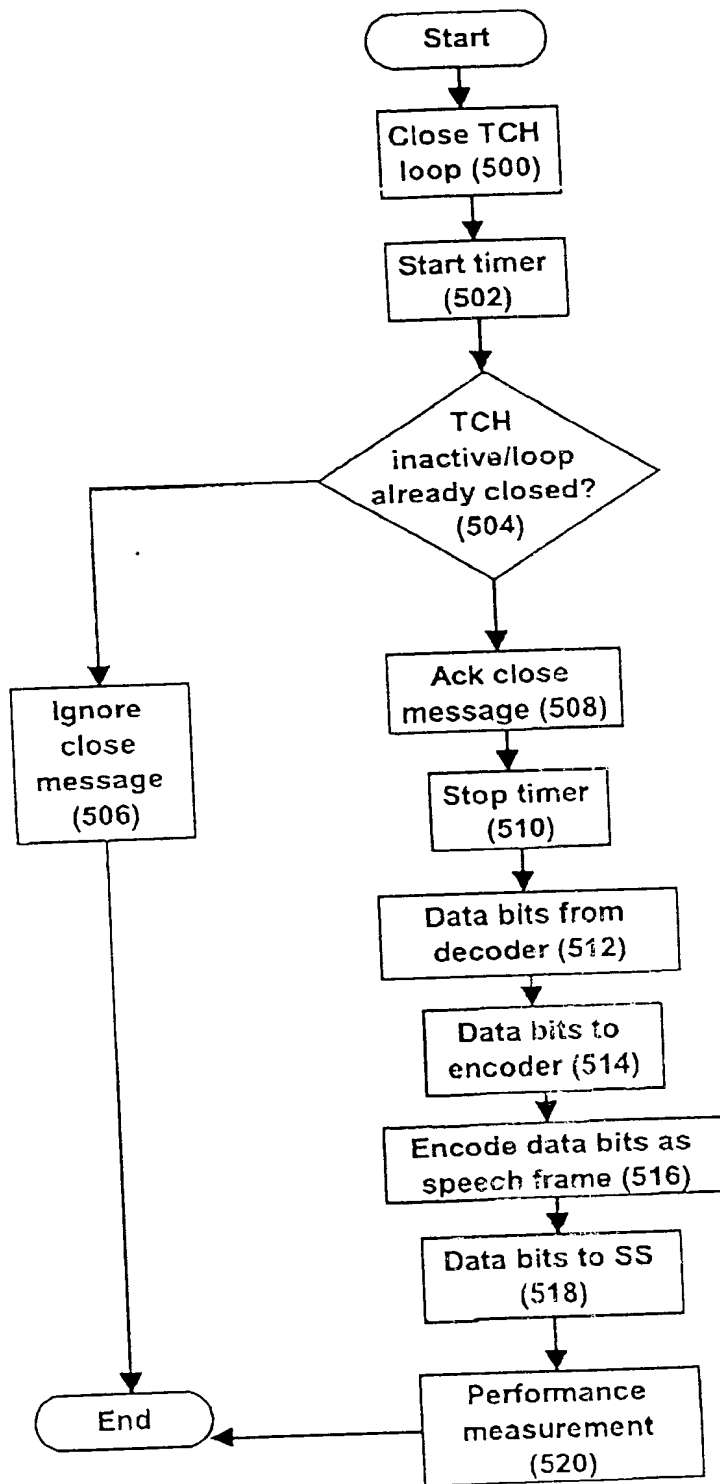 Start
Close TCH
loop (500)
Start timer
(502)
TCH
inactive/loop
already closed?
(504)
Ignore
close
message
(506)
Ack close
message (508)
Stop timer
(510)
Data bits from
decoder (512)
Data bits to
encoder (514)
Encode data bits as
speech frame (516)
Data bits to SS
(518)
Performance
measurement
(520)
End